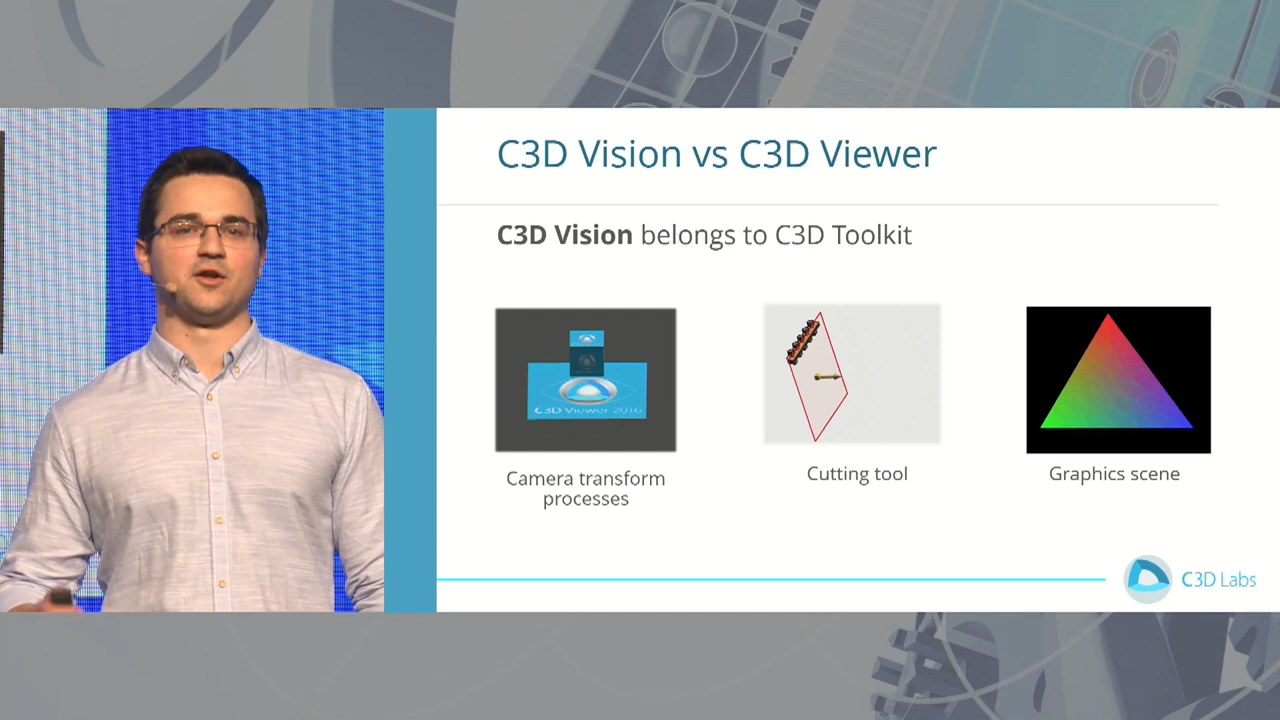 C3D Vision vs C3D Viewer
C3D Vision belongs to C3D Toolkit
C3D Viewer 2016
Camera transform
processes
Cutting tool
Graphics scene
C3D Labs